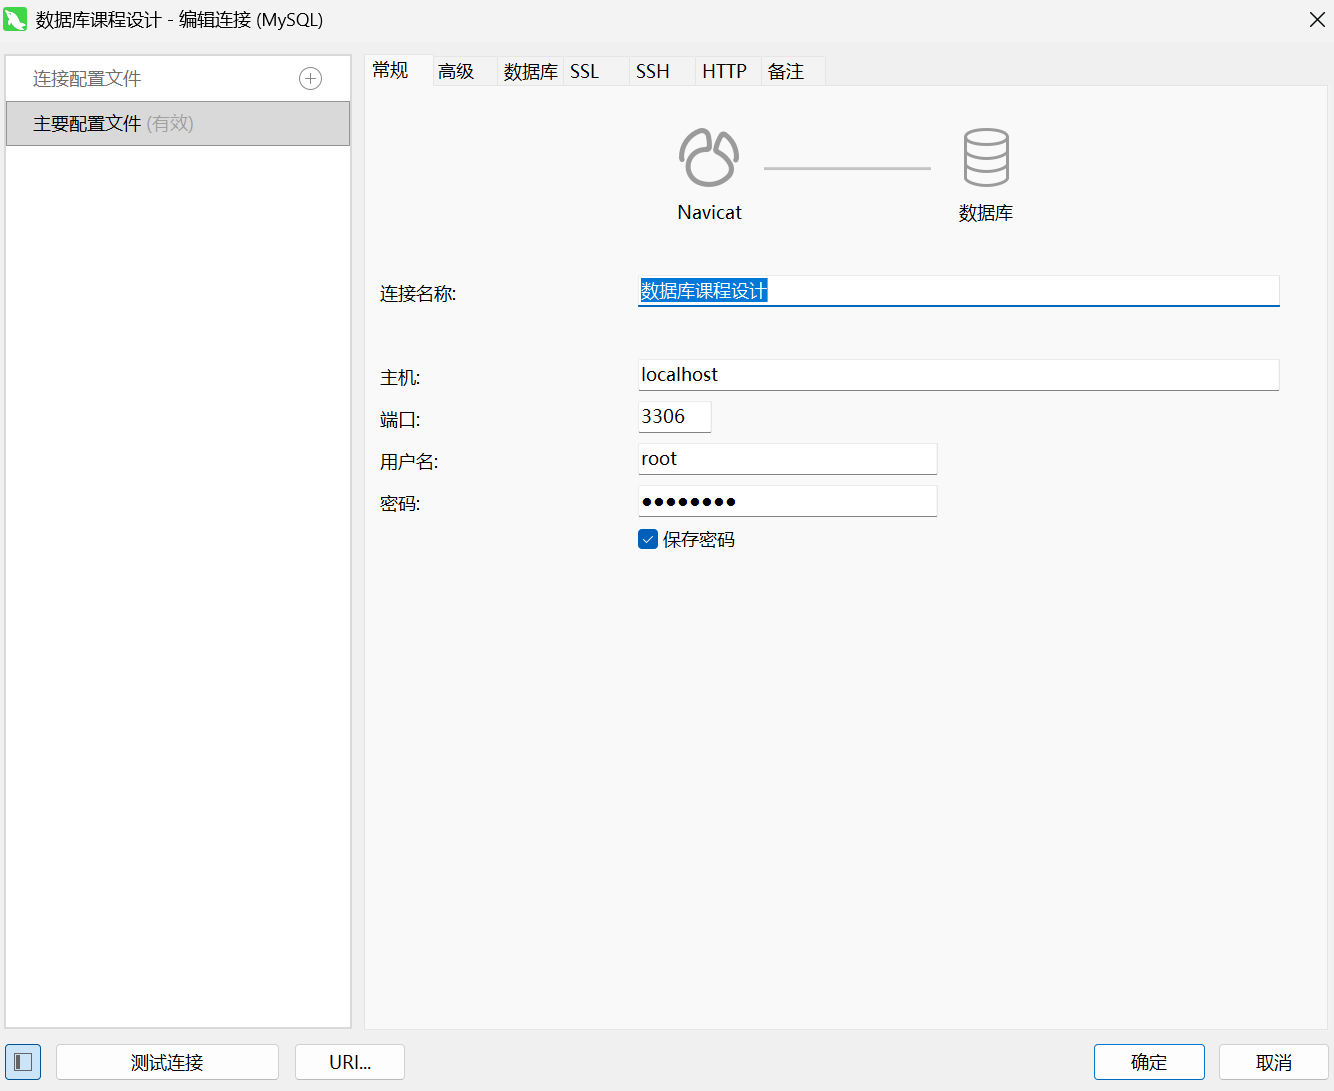 数据库课程设计 - 编辑连接 (MySQL)
连接配置文件
主要配置文件 (有效)
常规 高级 数据库 SSL SSH HTTP 备注
Navicat 数据库
连接名称: 数据库课程设计
主机: localhost
端口: 3306
用户名: root
密码: ●●●●●●●●
保存密码
测试连接 URI... 确定 取消